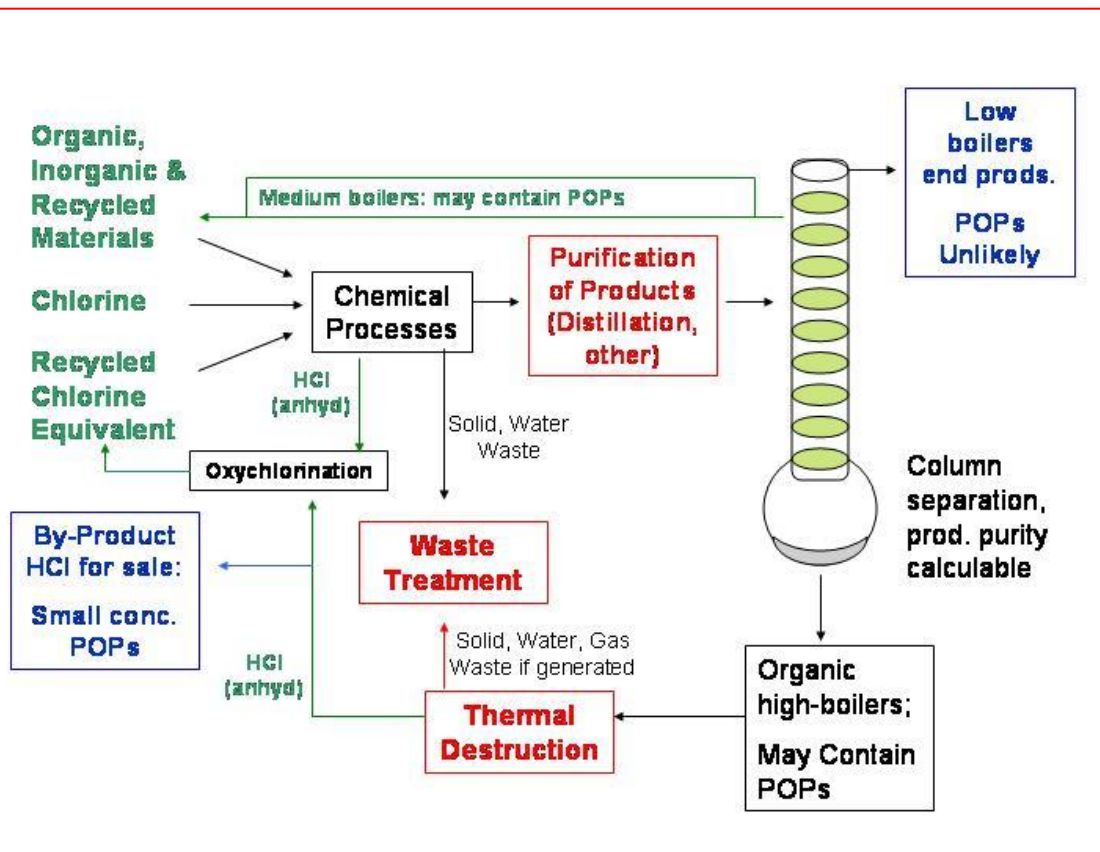 Organic,
Inorganic &
Recycled
Materials
Medium boilers: may contain POPs
Low
boilers
end prods.
POPs
Unlikely
Chlorine
Chemical
Processes
Purification
of Products
(Distillation,
other)
Recycled
Chlorine
Equivalent
HCl
(anhyd)
Solid, Water
Waste
Oxychlorination
Column
separation,
prod. purity
calculable
By-Product
HCl for sale:
Small conc.
POPs
Waste
Treatment
Solid, Water, Gas
Waste if generated
HCl
(anhyd)
Thermal
Destruction
Organic
high-boilers;
May Contain
POPs